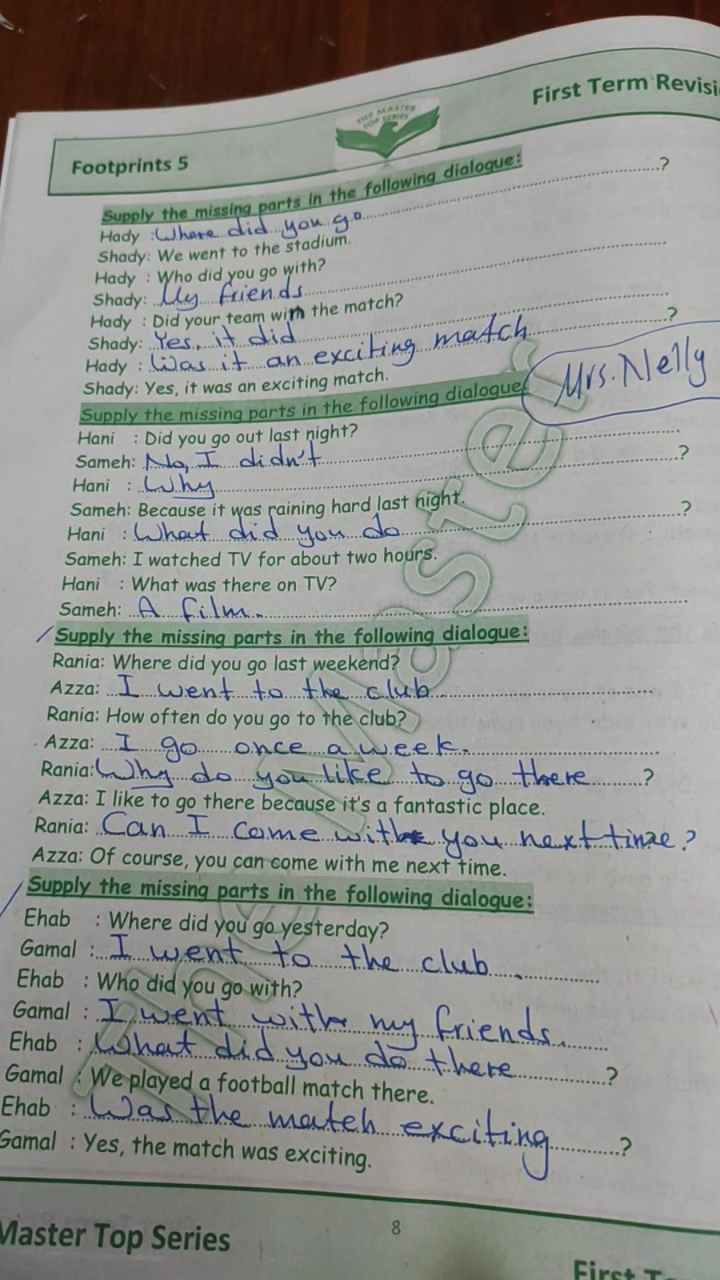 First Term Revisi
THE MASTER
TOP SERIES
Footprints 5
Supply the missing parts in the following dialogue:
Hady : Where did you go ?
Shady: We went to the stadium.
Hady : Who did you go with?
Shady: My friends
Hady : Did your team win the match?
Shady: Yes, it did
Hady : Was it an exciting match ?
Shady: Yes, it was an exciting match.
Mrs. Nelly
Supply the missing parts in the following dialogue
Hani : Did you go out last night?
Sameh: No, I didn't
Hani : Why ?
Sameh: Because it was raining hard last night.
Hani : What did you do ?
Sameh: I watched TV for about two hours.
Hani : What was there on TV?
Sameh: A film.
Supply the missing parts in the following dialogue:
Rania: Where did you go last weekend?
Azza: I went to the club
Rania: How often do you go to the club?
Azza: I go once a week.
Rania: Why do you like to go there ?
Azza: I like to go there because it's a fantastic place.
Rania: Can I come with you next time?
Azza: Of course, you can come with me next time.
Supply the missing parts in the following dialogue:
Ehab : Where did you go yesterday?
Gamal : I went to the club.
Ehab : Who did you go with?
Gamal : I went with my friends.
Ehab : What did you do there ?
Gamal : We played a football match there.
Ehab : Was the match exciting ?
Gamal : Yes, the match was exciting.
The Master
Master Top Series
8
First T